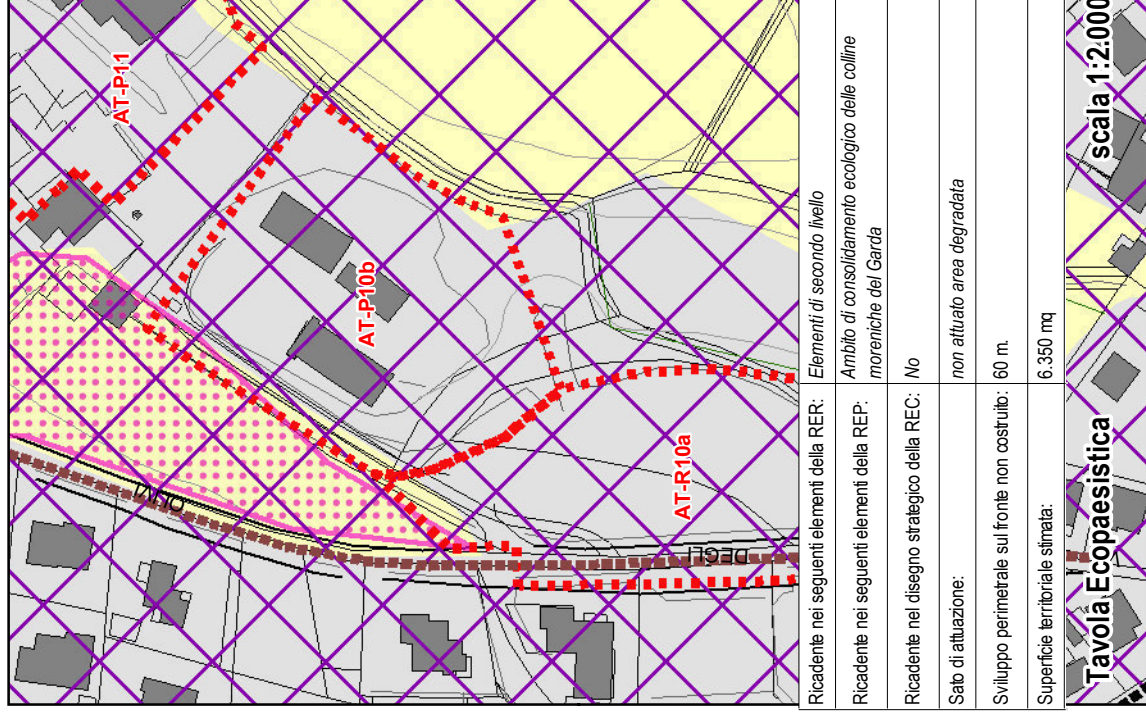 AT-P11
AT-P10b
AT-R10a
OLIVI
DEGLI
Ricadente nei seguenti elementi della RER: Elementi di secondo livello
Ricadente nei seguenti elementi della REP: Ambito di consolidamento ecologico delle colline
moreniche del Garda
Ricadente nel disegno strategico della REC: No
Sato di attuazione: non attuato area degradata
Sviluppo perimetrale sul fronte non costruito: 60 m.
Superficie territoriale stimata: 6.350 mq
Tavola Ecopaesistica scala 1:2.000